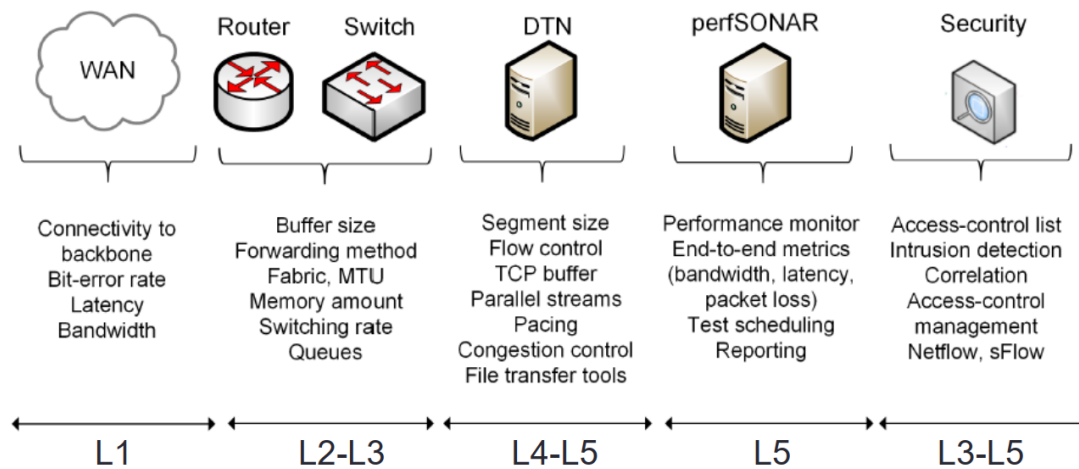 WAN
Router
Switch
DTN
perfSONAR
Security
Connectivity to
backbone
Bit-error rate
Latency
Bandwidth
Buffer size
Forwarding method
Fabric, MTU
Memory amount
Switching rate
Queues
Segment size
Flow control
TCP buffer
Parallel streams
Pacing
Congestion control
File transfer tools
Performance monitor
End-to-end metrics
(bandwidth, latency,
packet loss)
Test scheduling
Reporting
Access-control list
Intrusion detection
Correlation
Access-control
management
Netflow, sFlow
L1
L2-L3
L4-L5
L5
L3-L5